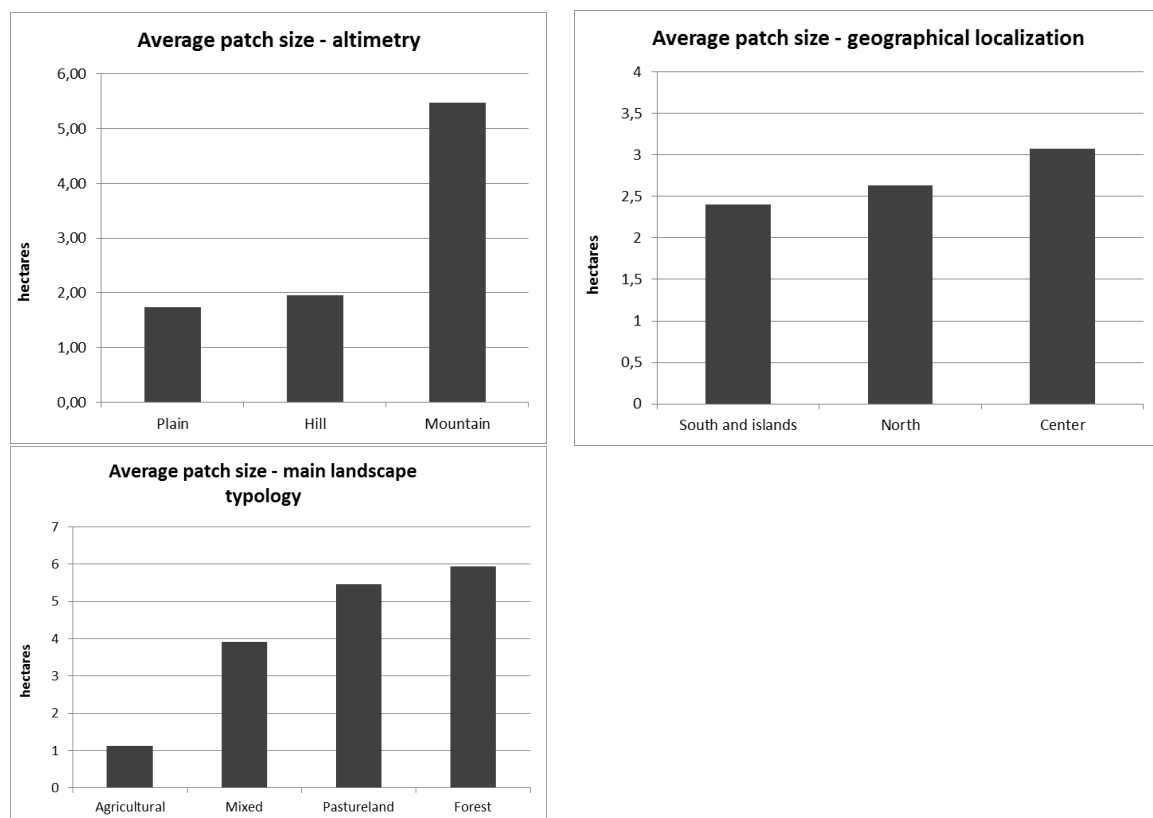 Average patch size - altimetry
6,00
5,00
4,00
3,00
2,00
1,00
0,00
hectares
Plain Hill Mountain
Average patch size - geographical localization
4
3,5
3
2,5
2
1,5
1
0,5
0
hectares
South and islands North Center
Average patch size - main landscape
typology
7
6
5
4
3
2
1
0
hectares
Agricultural Mixed Pastureland Forest